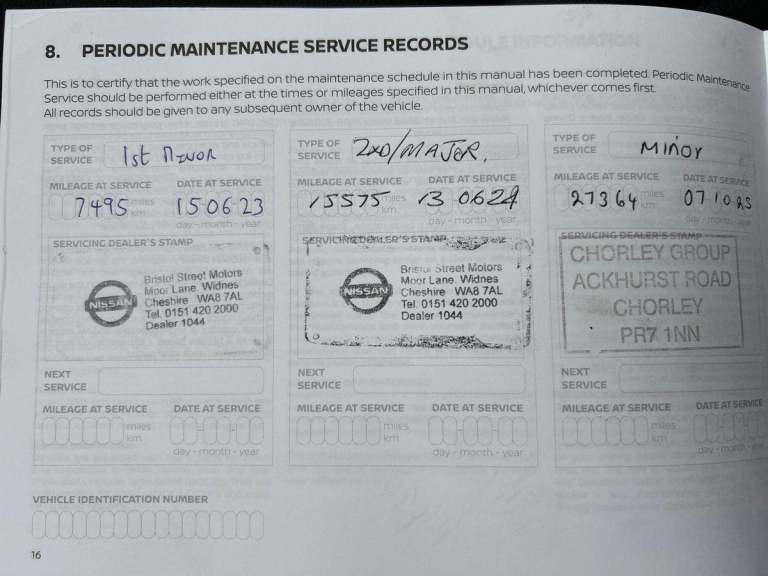 8. PERIODIC MAINTENANCE SERVICE RECORDS
This is to certify that the work specified on the maintenance schedule in this manual has been completed. Periodic Maintenance
Service should be performed either at the times or mileages specified in this manual, whichever comes first.
All records should be given to any subsequent owner of the vehicle.
TYPE OF SERVICE 1st Minor
MILEAGE AT SERVICE DATE AT SERVICE
7495 miles km 15 06 23
day - month - year
SERVICING DEALER'S STAMP
NISSAN
Bristol Street Motors
Moor Lane, Widnes
Cheshire WA8 7AL
Tel. 0151 420 2000
Dealer 1044
NEXT SERVICE
MILEAGE AT SERVICE DATE AT SERVICE
miles km
day - month - year
TYPE OF SERVICE 2ND/MAJOR.
MILEAGE AT SERVICE DATE AT SERVICE
15575 miles km 13 06 24
day - month - year
SERVICING DEALER'S STAMP
NISSAN
Bristol Street Motors
Moor Lane, Widnes
Cheshire WA8 7AL
Tel. 0151 420 2000
Dealer 1044
NEXT SERVICE
MILEAGE AT SERVICE DATE AT SERVICE
miles km
day - month - year
TYPE OF SERVICE Minor
MILEAGE AT SERVICE DATE AT SERVICE
27364 miles km 07 10 25
day - month - year
SERVICING DEALER'S STAMP
CHORLEY GROUP
ACKHURST ROAD
CHORLEY
PR7 1NN
NEXT SERVICE
MILEAGE AT SERVICE DATE AT SERVICE
miles km
day - month - year
VEHICLE IDENTIFICATION NUMBER
16